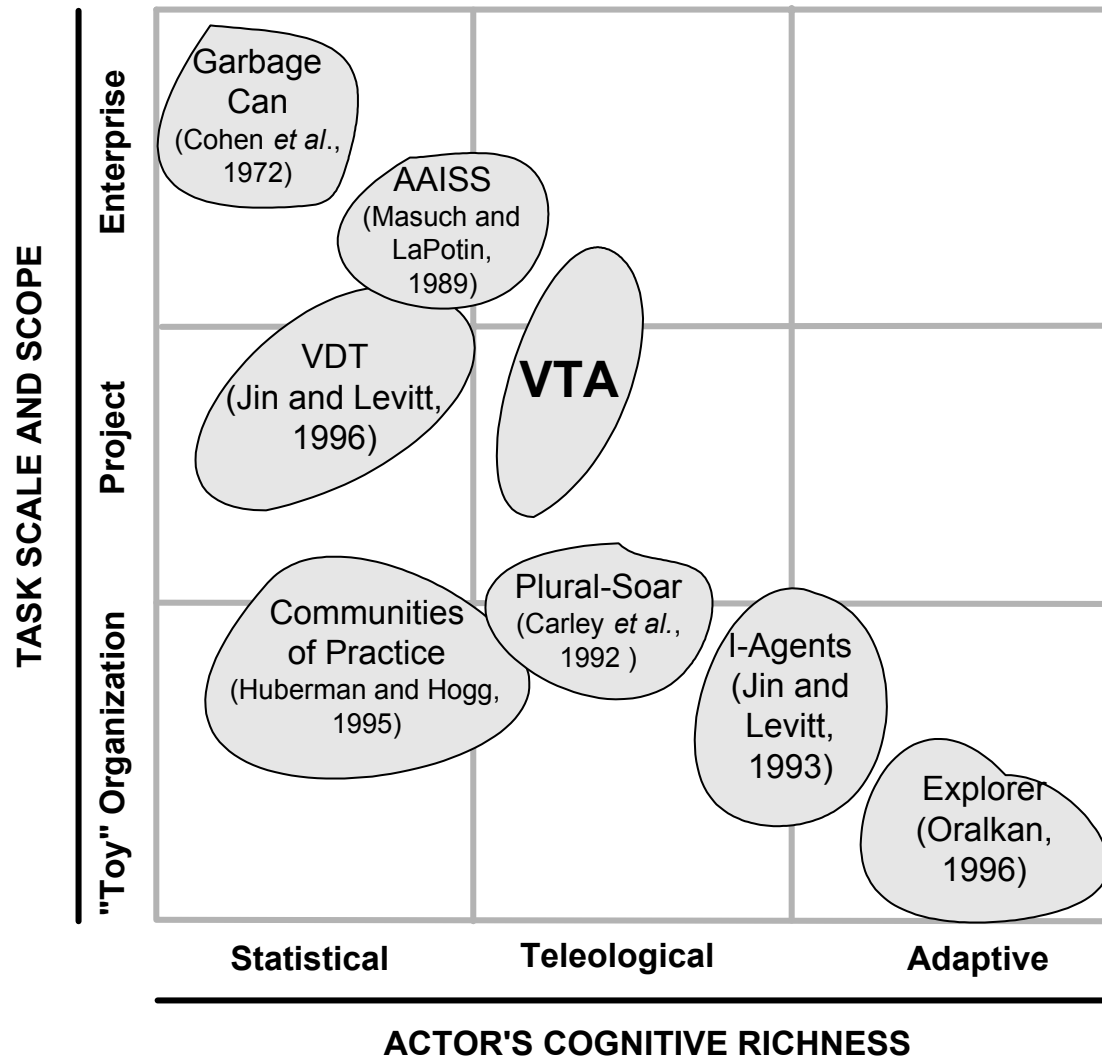 TASK SCALE AND SCOPE
Enterprise
Project
"Toy" Organization
Garbage
Can
(Cohen et al.,
1972)
AAISS
(Masuch and
LaPotin,
1989)
VDT
(Jin and Levitt,
1996)
VTA
Communities
of Practice
(Huberman and Hogg,
1995)
Plural-Soar
(Carley et al.,
1992 )
I-Agents
(Jin and
Levitt,
1993)
Explorer
(Oralkan,
1996)
Statistical
Teleological
Adaptive
ACTOR'S COGNITIVE RICHNESS